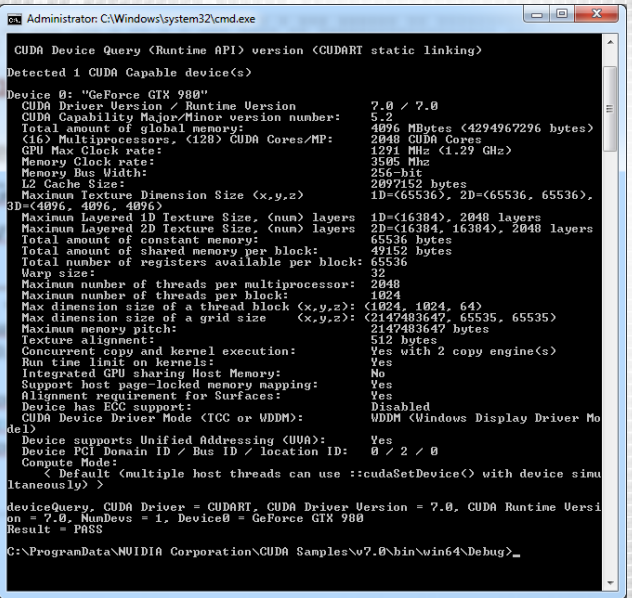 Administrator: C:\Windows\system32\cmd.exe
CUDA Device Query (Runtime API) version (CUDART static linking)
Detected 1 CUDA Capable device(s)
Device 0: "GeForce GTX 980"
CUDA Driver Version / Runtime Version 7.0 / 7.0
CUDA Capability Major/Minor version number: 5.2
Total amount of global memory: 4096 MBytes (4294967296 bytes)
(16) Multiprocessors, (128) CUDA Cores/MP: 2048 CUDA Cores
GPU Max Clock rate: 1291 MHz (1.29 GHz)
Memory Clock rate: 3505 Mhz
Memory Bus Width: 256-bit
L2 Cache Size: 2097152 bytes
Maximum Texture Dimension Size (x,y,z) 1D=(65536), 2D=(65536, 65536),
3D=(4096, 4096, 4096)
Maximum Layered 1D Texture Size, (num) layers 1D=(16384), 2048 layers
Maximum Layered 2D Texture Size, (num) layers 2D=(16384, 16384), 2048 layers
Total amount of constant memory: 65536 bytes
Total amount of shared memory per block: 49152 bytes
Total number of registers available per block: 65536
Warp size: 32
Maximum number of threads per multiprocessor: 2048
Maximum number of threads per block: 1024
Max dimension size of a thread block (x,y,z): (1024, 1024, 64)
Max dimension size of a grid size (x,y,z): (2147483647, 65535, 65535)
Maximum memory pitch: 2147483647 bytes
Texture alignment: 512 bytes
Concurrent copy and kernel execution: Yes with 2 copy engine(s)
Run time limit on kernels: Yes
Integrated GPU sharing Host Memory: No
Support host page-locked memory mapping: Yes
Alignment requirement for Surfaces: Yes
Device has ECC support: Disabled
CUDA Device Driver Mode (TCC or WDDM): WDDM (Windows Display Driver Mo
del)
Device supports Unified Addressing (UVA): Yes
Device PCI Domain ID / Bus ID / location ID: 0 / 2 / 0
Compute Mode:
< Default (multiple host threads can use ::cudaSetDevice() with device simu
ltaneously) >
deviceQuery, CUDA Driver = CUDART, CUDA Driver Version = 7.0, CUDA Runtime Versi
on = 7.0, NumDevs = 1, Device0 = GeForce GTX 980
Result = PASS
C:\ProgramData\NVIDIA Corporation\CUDA Samples\v7.0\bin\win64\Debug>_